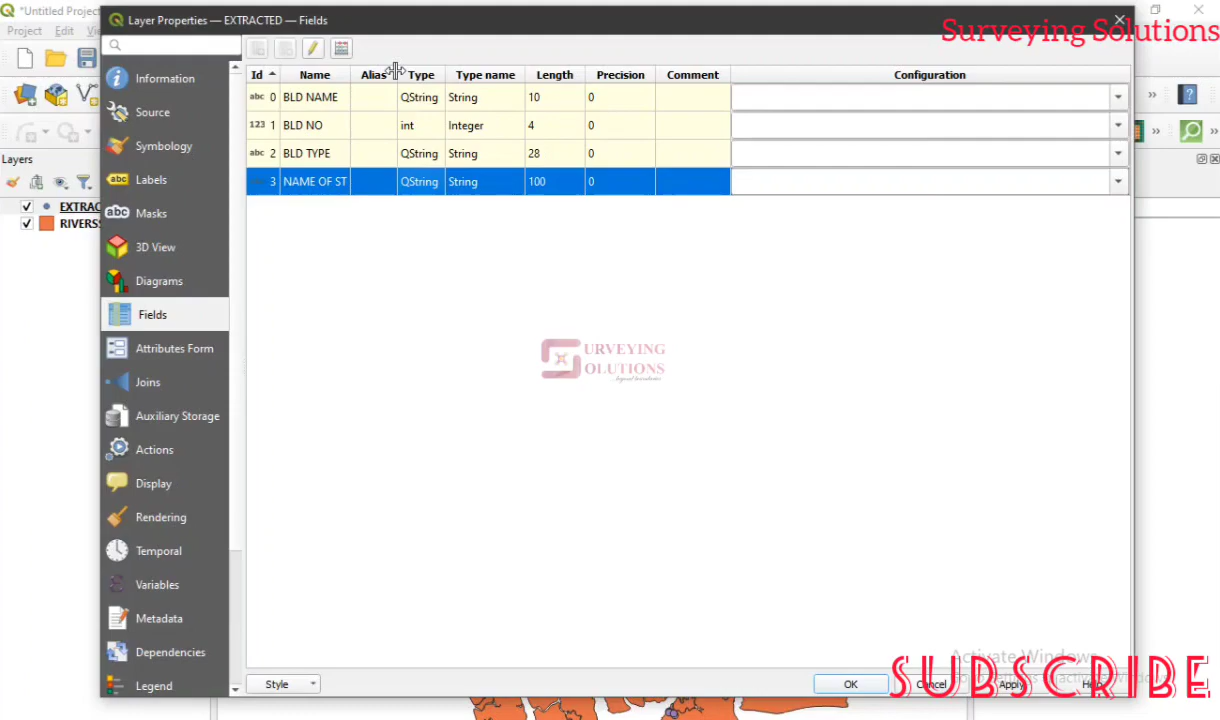 *Untitled Project
Layer Properties — EXTRACTED — Fields
Surveying Solutions
Project Edit
Information
Source
Symbology
Labels
Masks
3D View
Diagrams
Fields
Attributes Form
Joins
Auxiliary Storage
Actions
Display
Rendering
Temporal
Variables
Metadata
Dependencies
Legend
Layers
EXTRAC
RIVERSS
Id Name Alias Type Type name Length Precision Comment Configuration
abc 0 BLD NAME QString String 10 0
123 1 BLD NO int Integer 4 0
abc 2 BLD TYPE QString String 28 0
3 NAME OF ST QString String 100 0
URVEYING
OLUTIONS
Style
OK Cancel Apply Help
Activate Windows
SUBSCRIBE